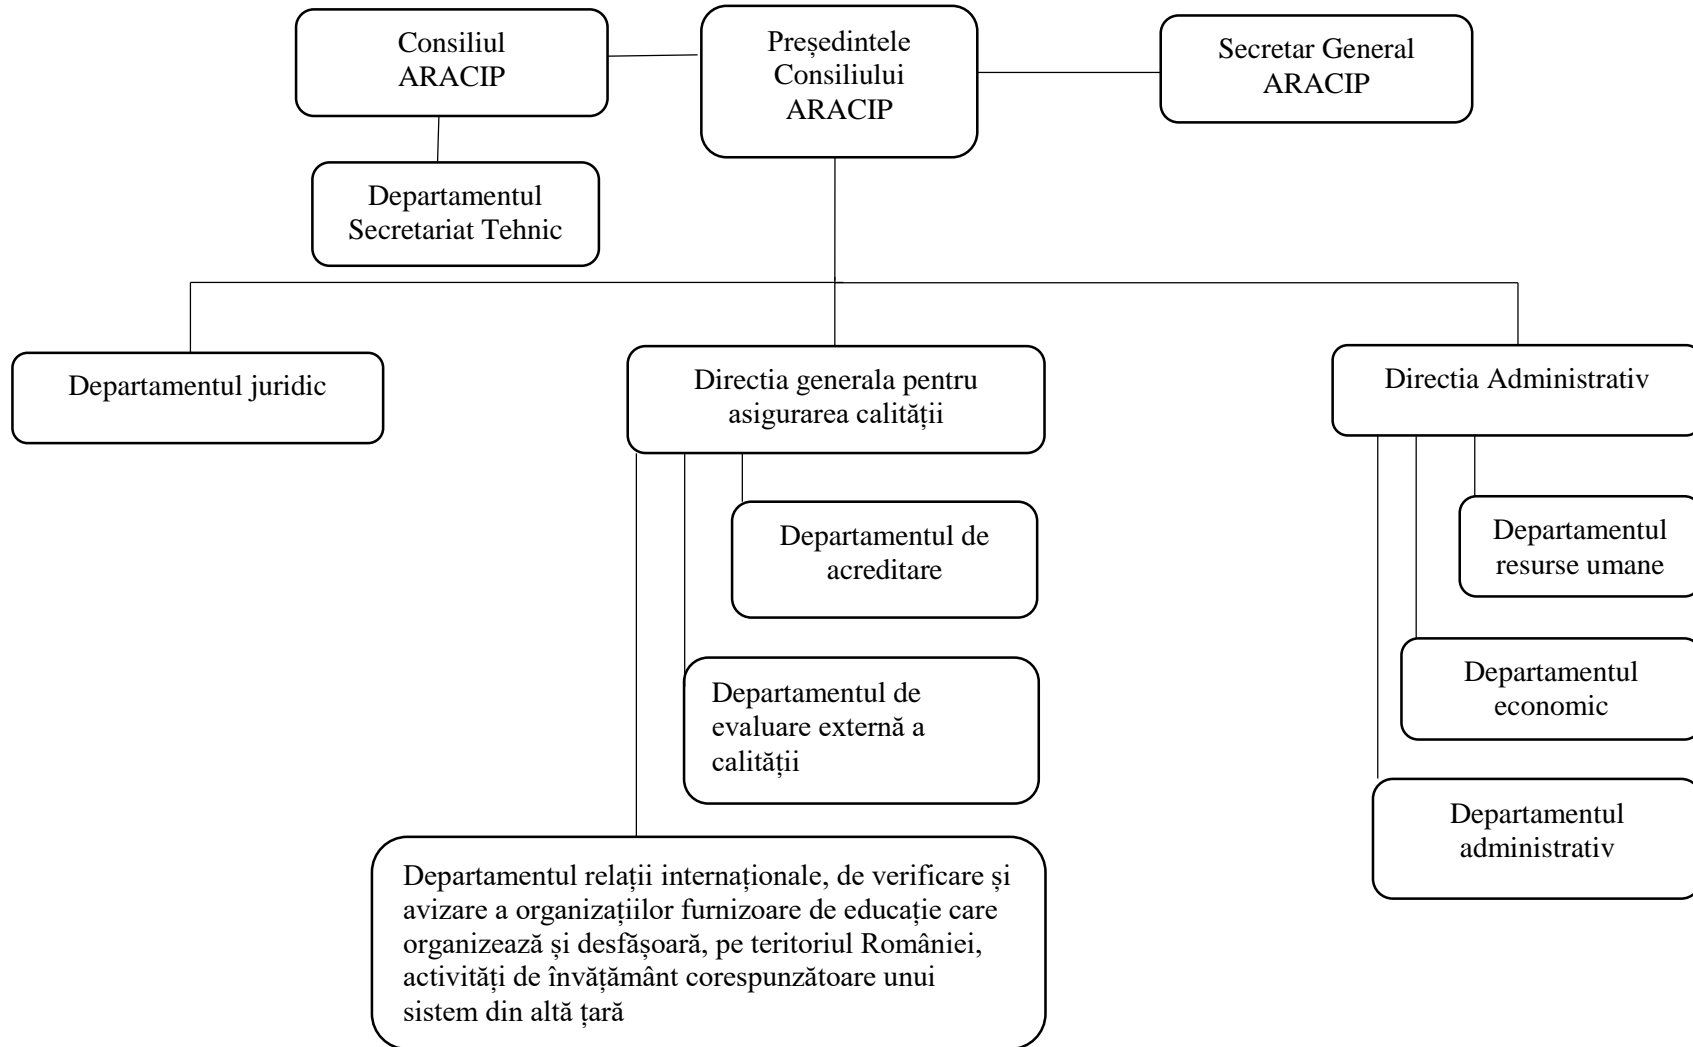 Consiliul
ARACIP
Președintele
Consiliului
ARACIP
Secretar General
ARACIP
Departamentul
Secretariat Tehnic
Departamentul juridic
Directia generala pentru
asigurarea calității
Directia Administrativ
Departamentul de
acreditare
Departamentul
resurse umane
Departamentul de
evaluare externă a
calității
Departamentul
economic
Departamentul
administrativ
Departamentul relații internaționale, de verificare și
avizare a organizațiilor furnizoare de educație care
organizează și desfășoară, pe teritoriul României,
activități de învățământ corespunzătoare unui
sistem din altă țară